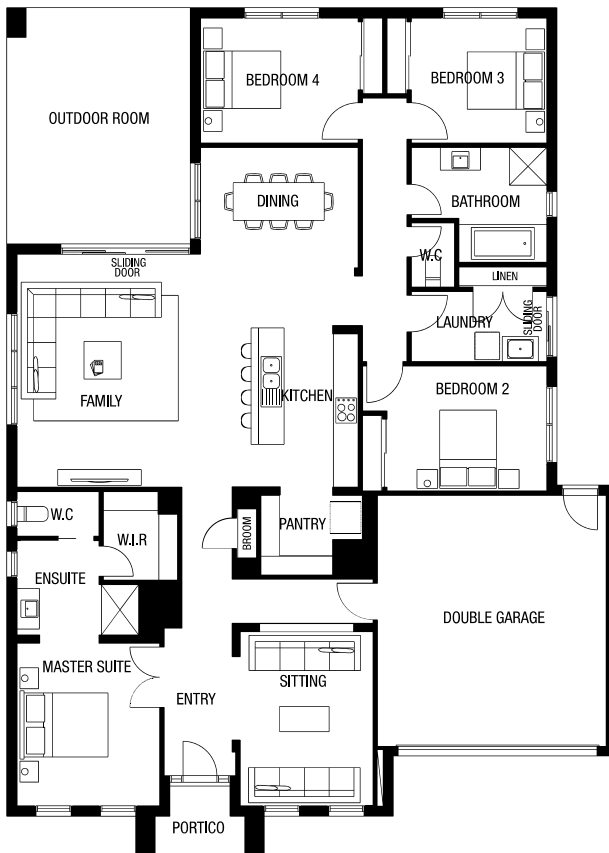 BEDROOM 4
BEDROOM 3
OUTDOOR ROOM
DINING
BATHROOM
W.C
SLIDING
DOOR
LINEN
LAUNDRY
SLIDING
DOOR
FAMILY
KITCHEN
BEDROOM 2
W.C
W.I.R
BROOM
PANTRY
ENSUITE
DOUBLE GARAGE
MASTER SUITE
SITTING
ENTRY
PORTICO